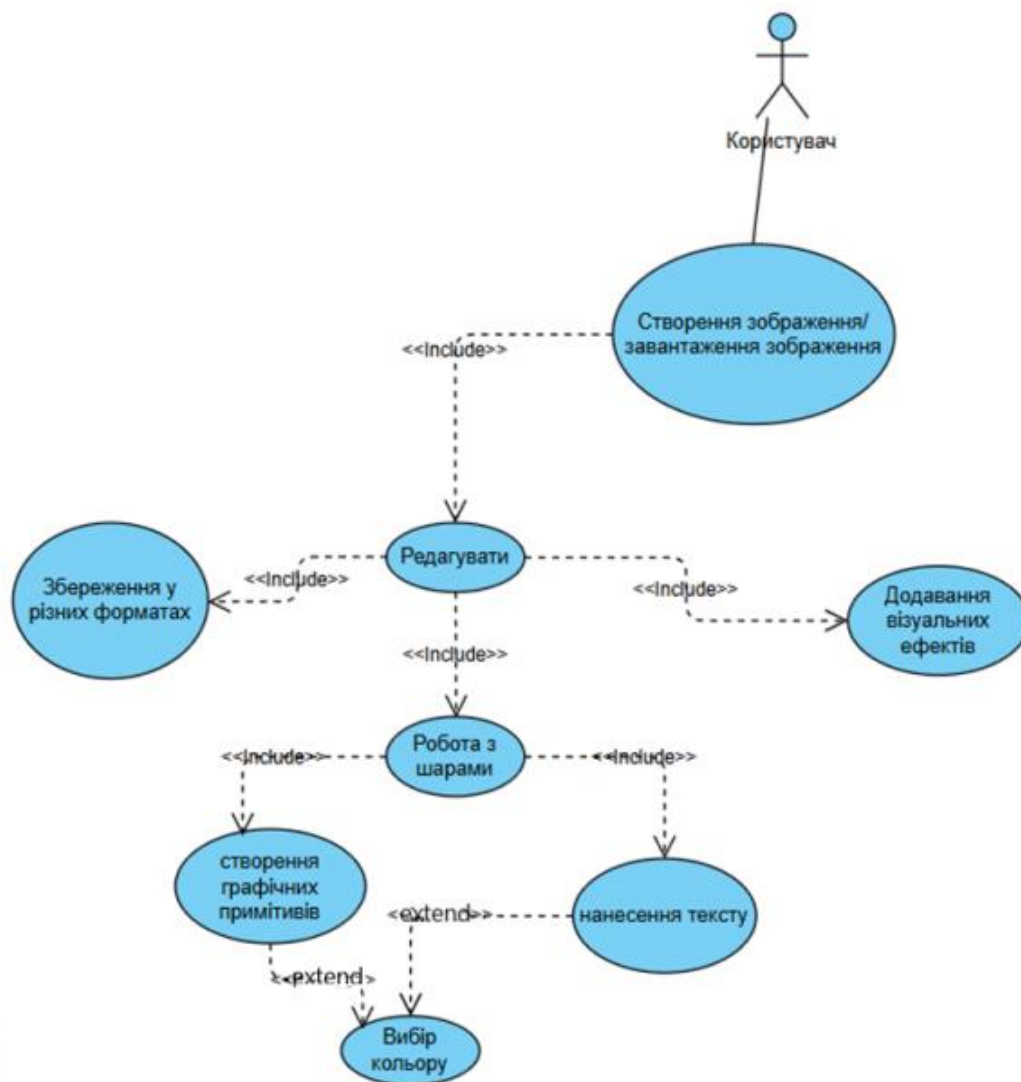 Користувач
Створення зображення/
завантаження зображення
<<Include>>
Редагувати
<<Include>>
Збереження у
різних форматах
<<Include>>
Додавання
візуальних
ефектів
<<Include>>
Робота з
шарами
<<Include>>
<<Include>>
створення
графічних
примітивів
нанесення тексту
<<extend>>
<<extend
Вибір
кольору